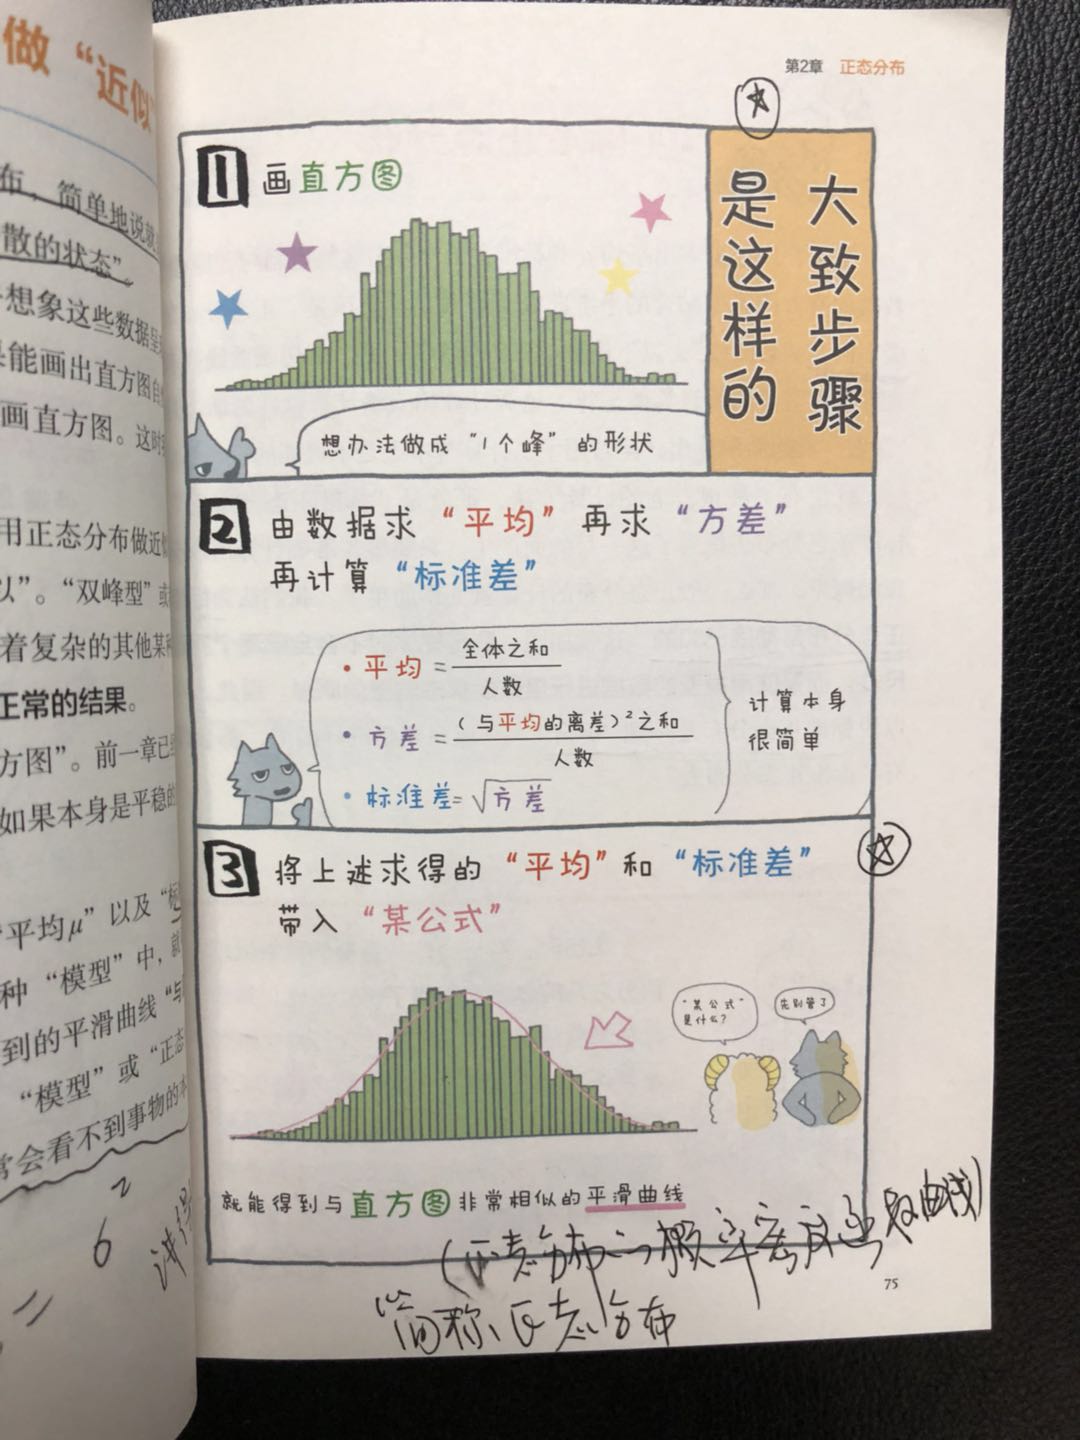 做“近似
布，简单地说就
散的状态”。
想象这些数据呈
能画出直方图自
画直方图。这时
用正态分布做近
以”。“双峰型”或
着复杂的其他某种
正常的结果。
方图”。前一章已
如果本身是平稳的
“平均μ”以及“标
种“模型”中，就
到的平滑曲线“与
“模型”或“正态
常会看不到事物的本
第2章 正态分布
大致步骤
是这样的
1 画直方图
想办法做成“1个峰”的形状
2 由数据求“平均”再求“方差”
再计算“标准差”
•平均=全体之和/人数
•方差=(与平均的离差)²之和/人数
•标准差=√方差
计算本身
很简单
3 将上述求得的“平均”和“标准差”
带入“某公式”
“某公式”
是什么？
先别管了
就能得到与直方图非常相似的平滑曲线
(正态分布的概率密度函数曲线)
简称正态分布
75